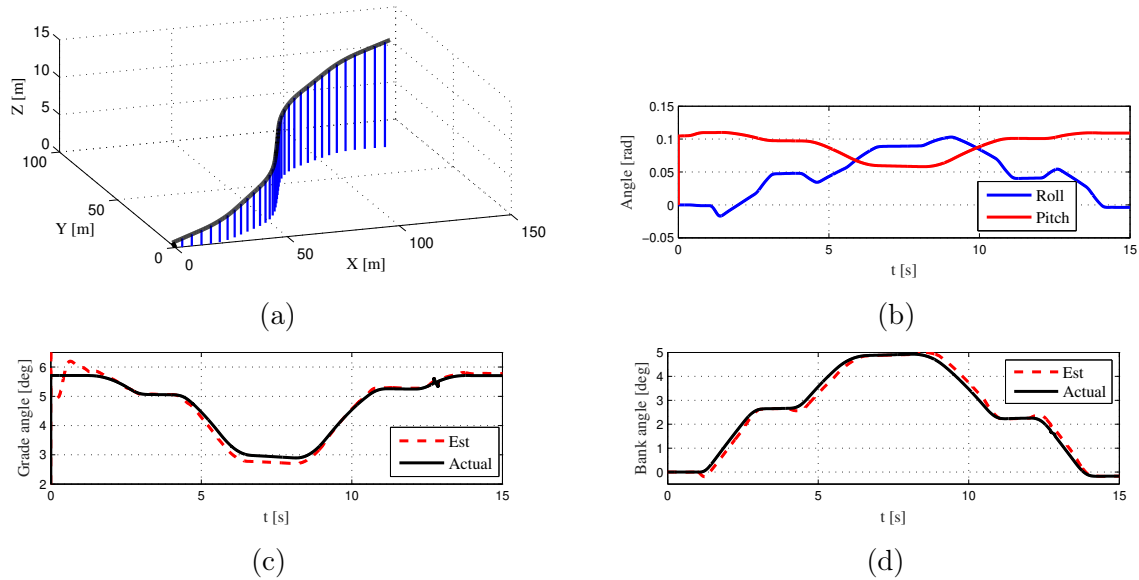 15
10
5
0
Z [m]
100
50
0
Y [m]
0
50
100
150
X [m]
(a)
0.15
0.1
0.05
0
−0.05
Angle [rad]
Roll
Pitch
0
5
10
15
t [s]
(b)
6
5
4
3
2
Grade angle [deg]
Est
Actual
0
5
10
15
t [s]
(c)
5
4
3
2
1
0
Bank angle [deg]
Est
Actual
0
5
10
15
t [s]
(d)